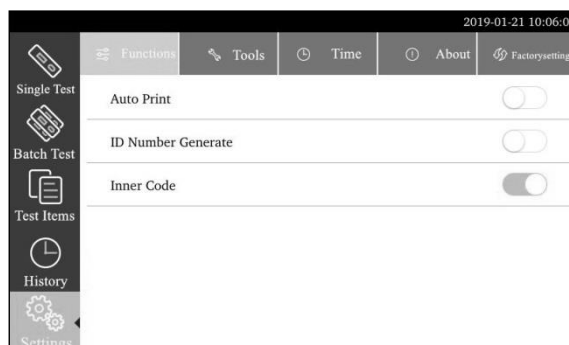 2019-01-21 10:06:0
Functions
Tools
Time
About
Factorysetting
Single Test
Batch Test
Test Items
History
Settings
Auto Print
ID Number Generate
Inner Code